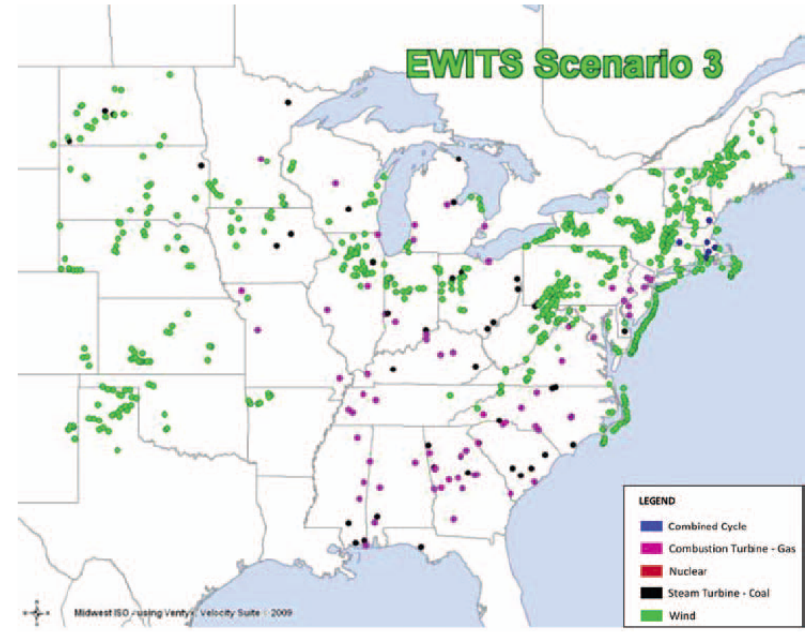 EWITS Scenario 3
LEGEND
Combined Cycle
Combustion Turbine - Gas
Nuclear
Steam Turbine - Coal
Wind
Midwest ISO using Ventyx, Velocity Suite 2009